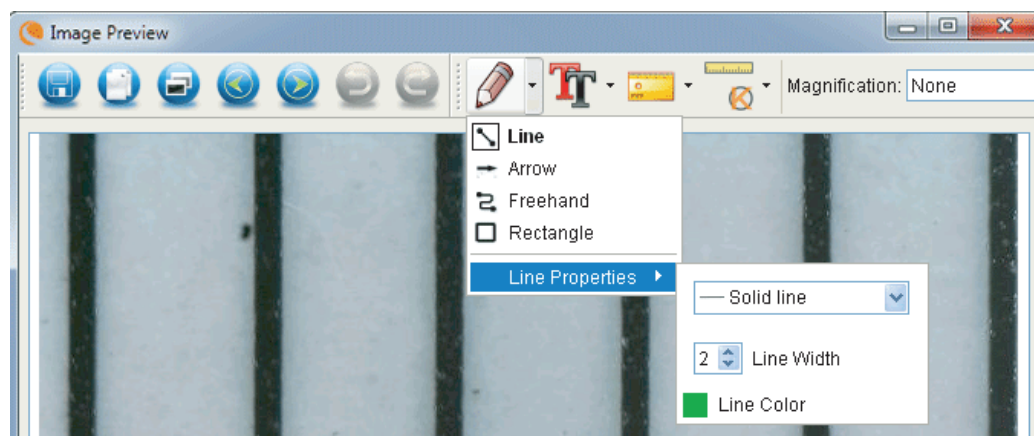 Image Preview
Magnification: None
Line
Arrow
Freehand
Rectangle
Line Properties
Solid line
2 Line Width
Line Color